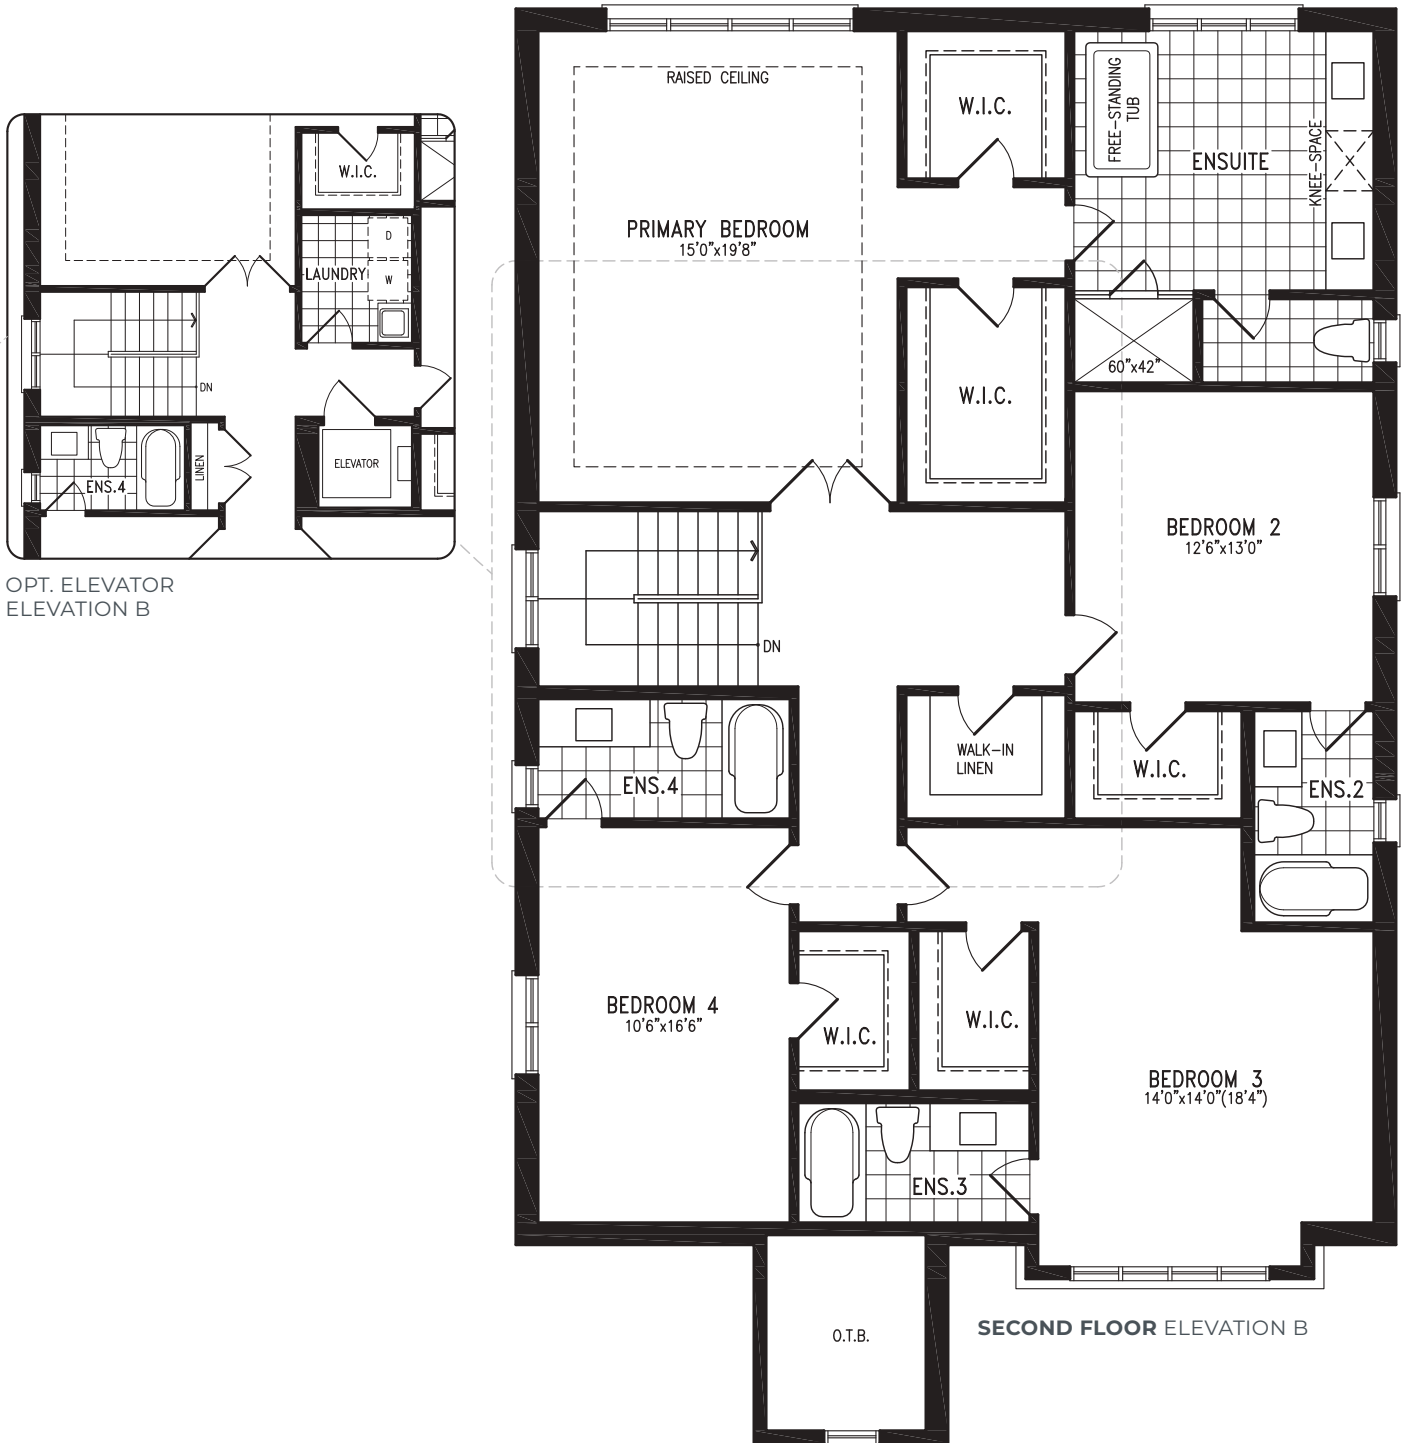 RAISED CEILING
W.I.C.
FREE-STANDING
TUB
ENSUITE
KNEE-SPACE
PRIMARY BEDROOM
15'0"x19'8"
W.I.C.
60"x42"
BEDROOM 2
12'6"x13'0"
DN
WALK-IN
LINEN
W.I.C.
ENS.2
ENS.4
BEDROOM 4
10'6"x16'6"
W.I.C.
W.I.C.
BEDROOM 3
14'0"x14'0"(18'4")
ENS.3
O.T.B.
SECOND FLOOR ELEVATION B
W.I.C.
D
LAUNDRY
W
DN
LINEN
ELEVATOR
ENS.4
OPT. ELEVATOR
ELEVATION B